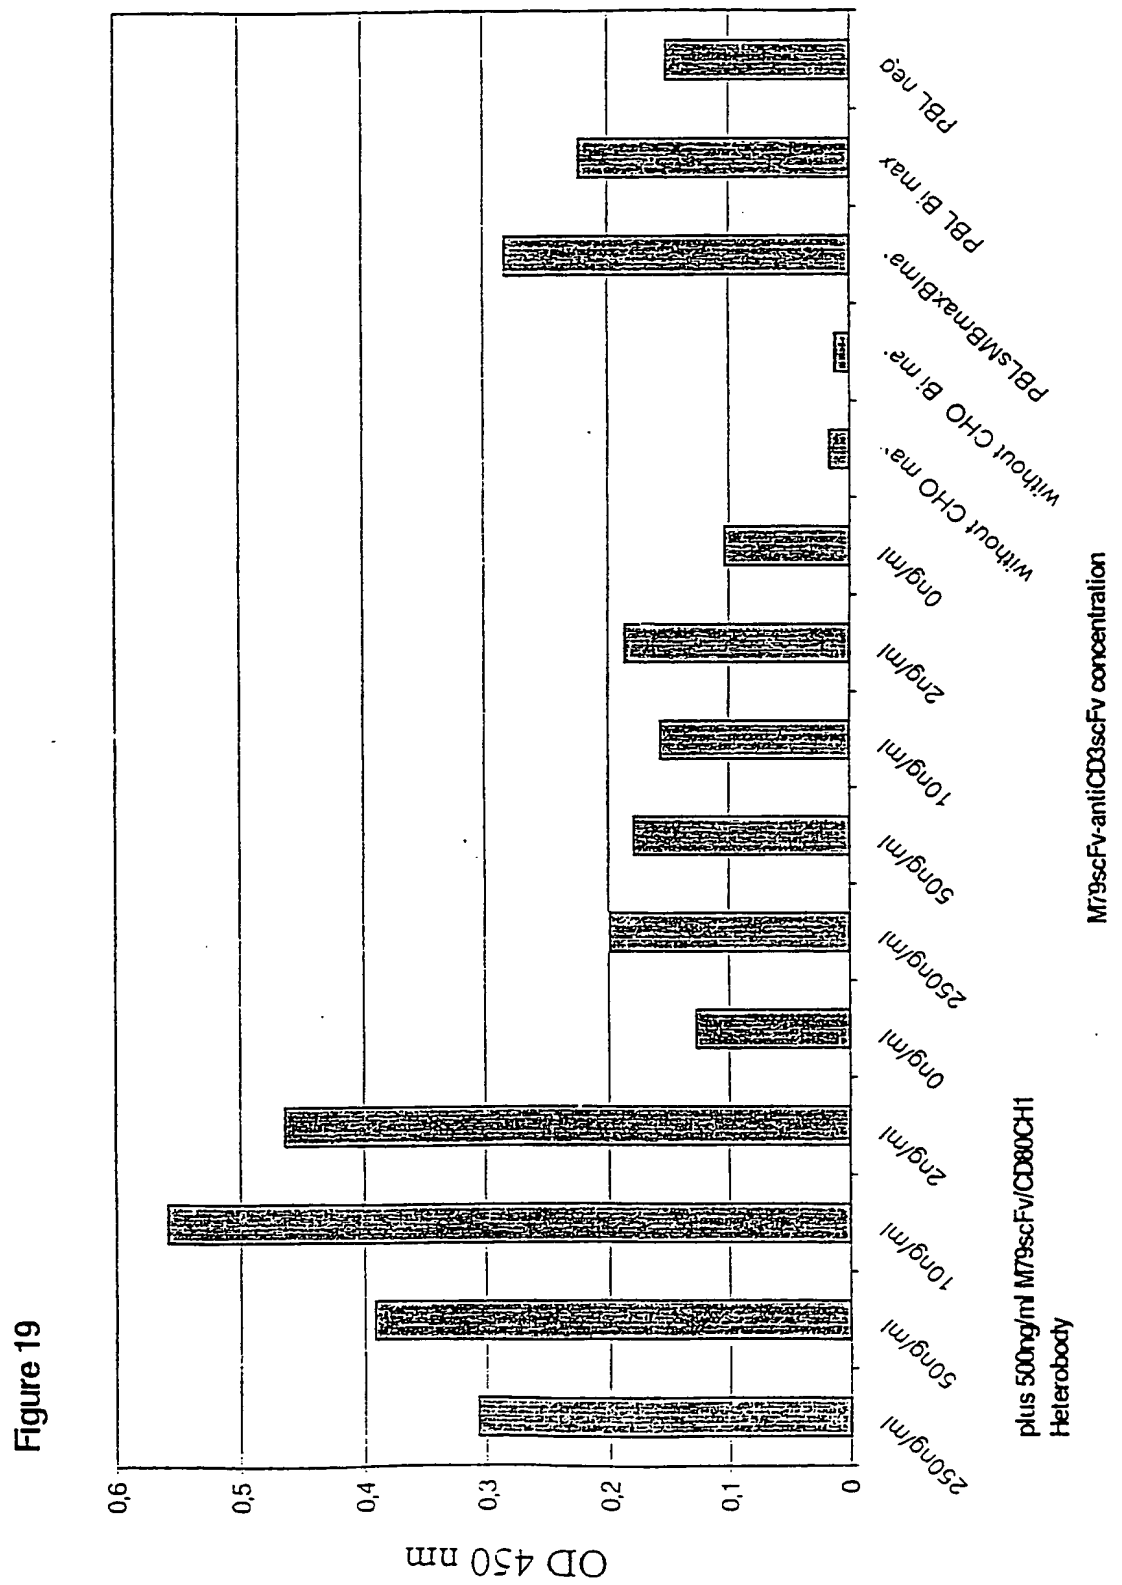 Figure 19
OD 450 nm
0,6
0,5
0,4
0,3
0,2
0,1
0
250ng/ml
50ng/ml
10ng/ml
2ng/ml
0ng/ml
250ng/ml
50ng/ml
10ng/ml
2ng/ml
0ng/ml
without CHO ma
without CHO Bi ma
PBLsMBmaxBIma
PBL Bi max
PBL neg
plus 500ng/ml M79scFv/CD80CH1
Heterobody
M79scFv-antiCD3scFv concentration